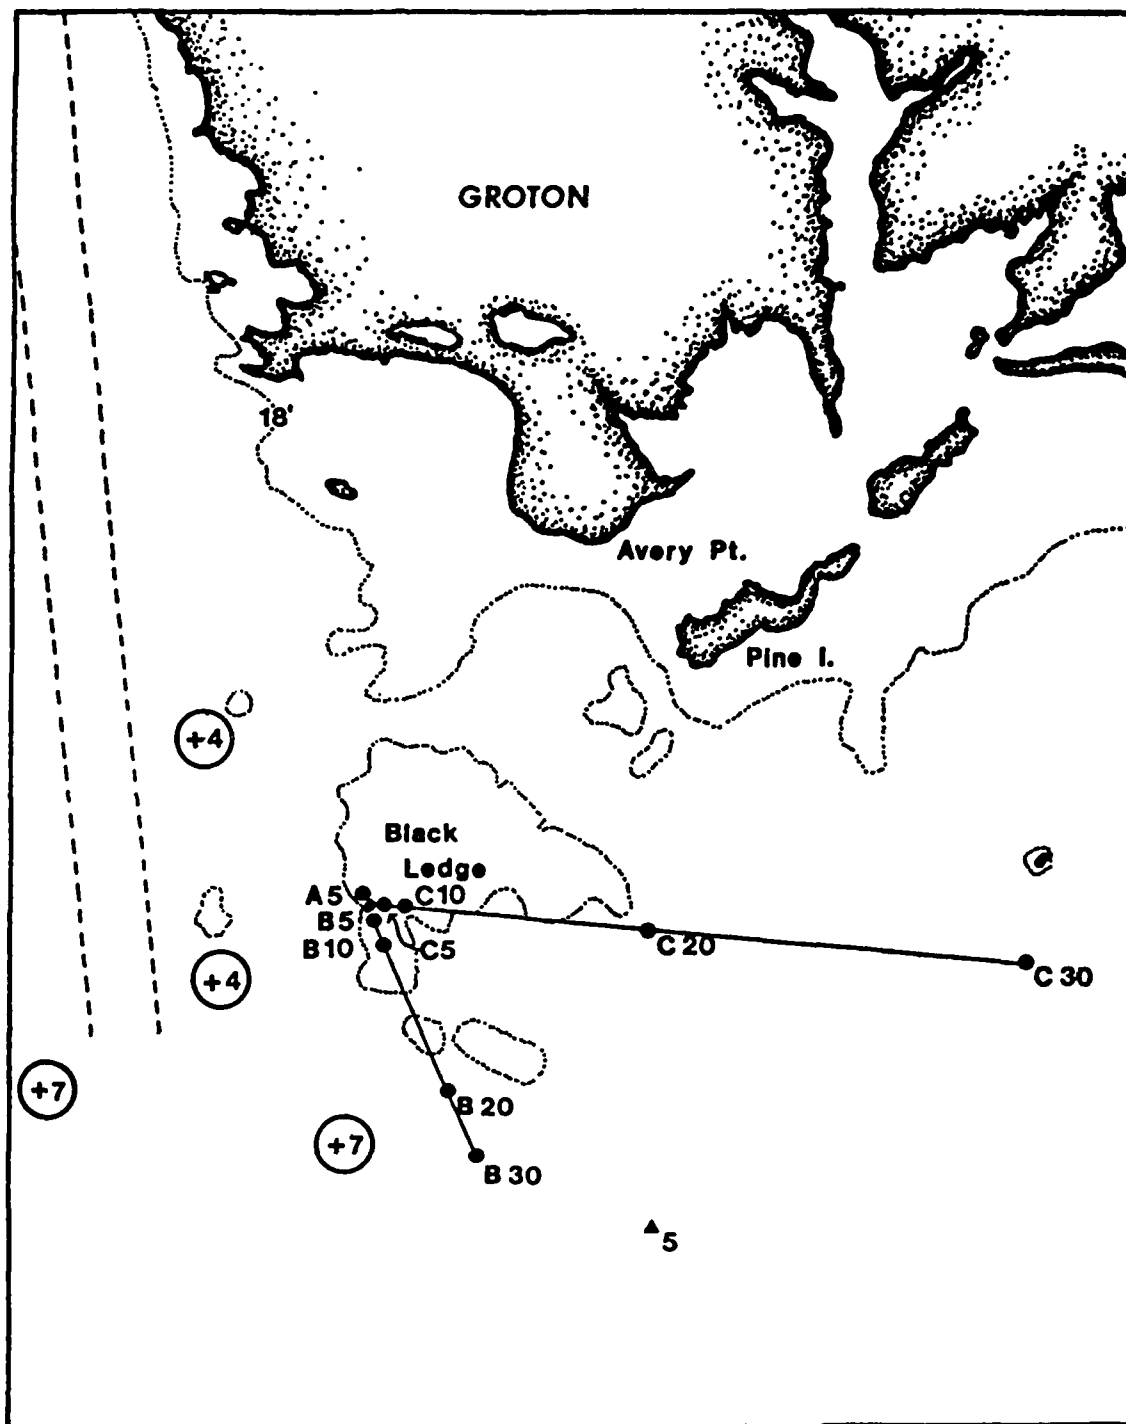 GROTON
18'
Avery Pt.
Pine I.
+4
Black
Ledge
A5
C10
B5
B10
C5
C20
C30
+4
+7
B20
+7
B30
5